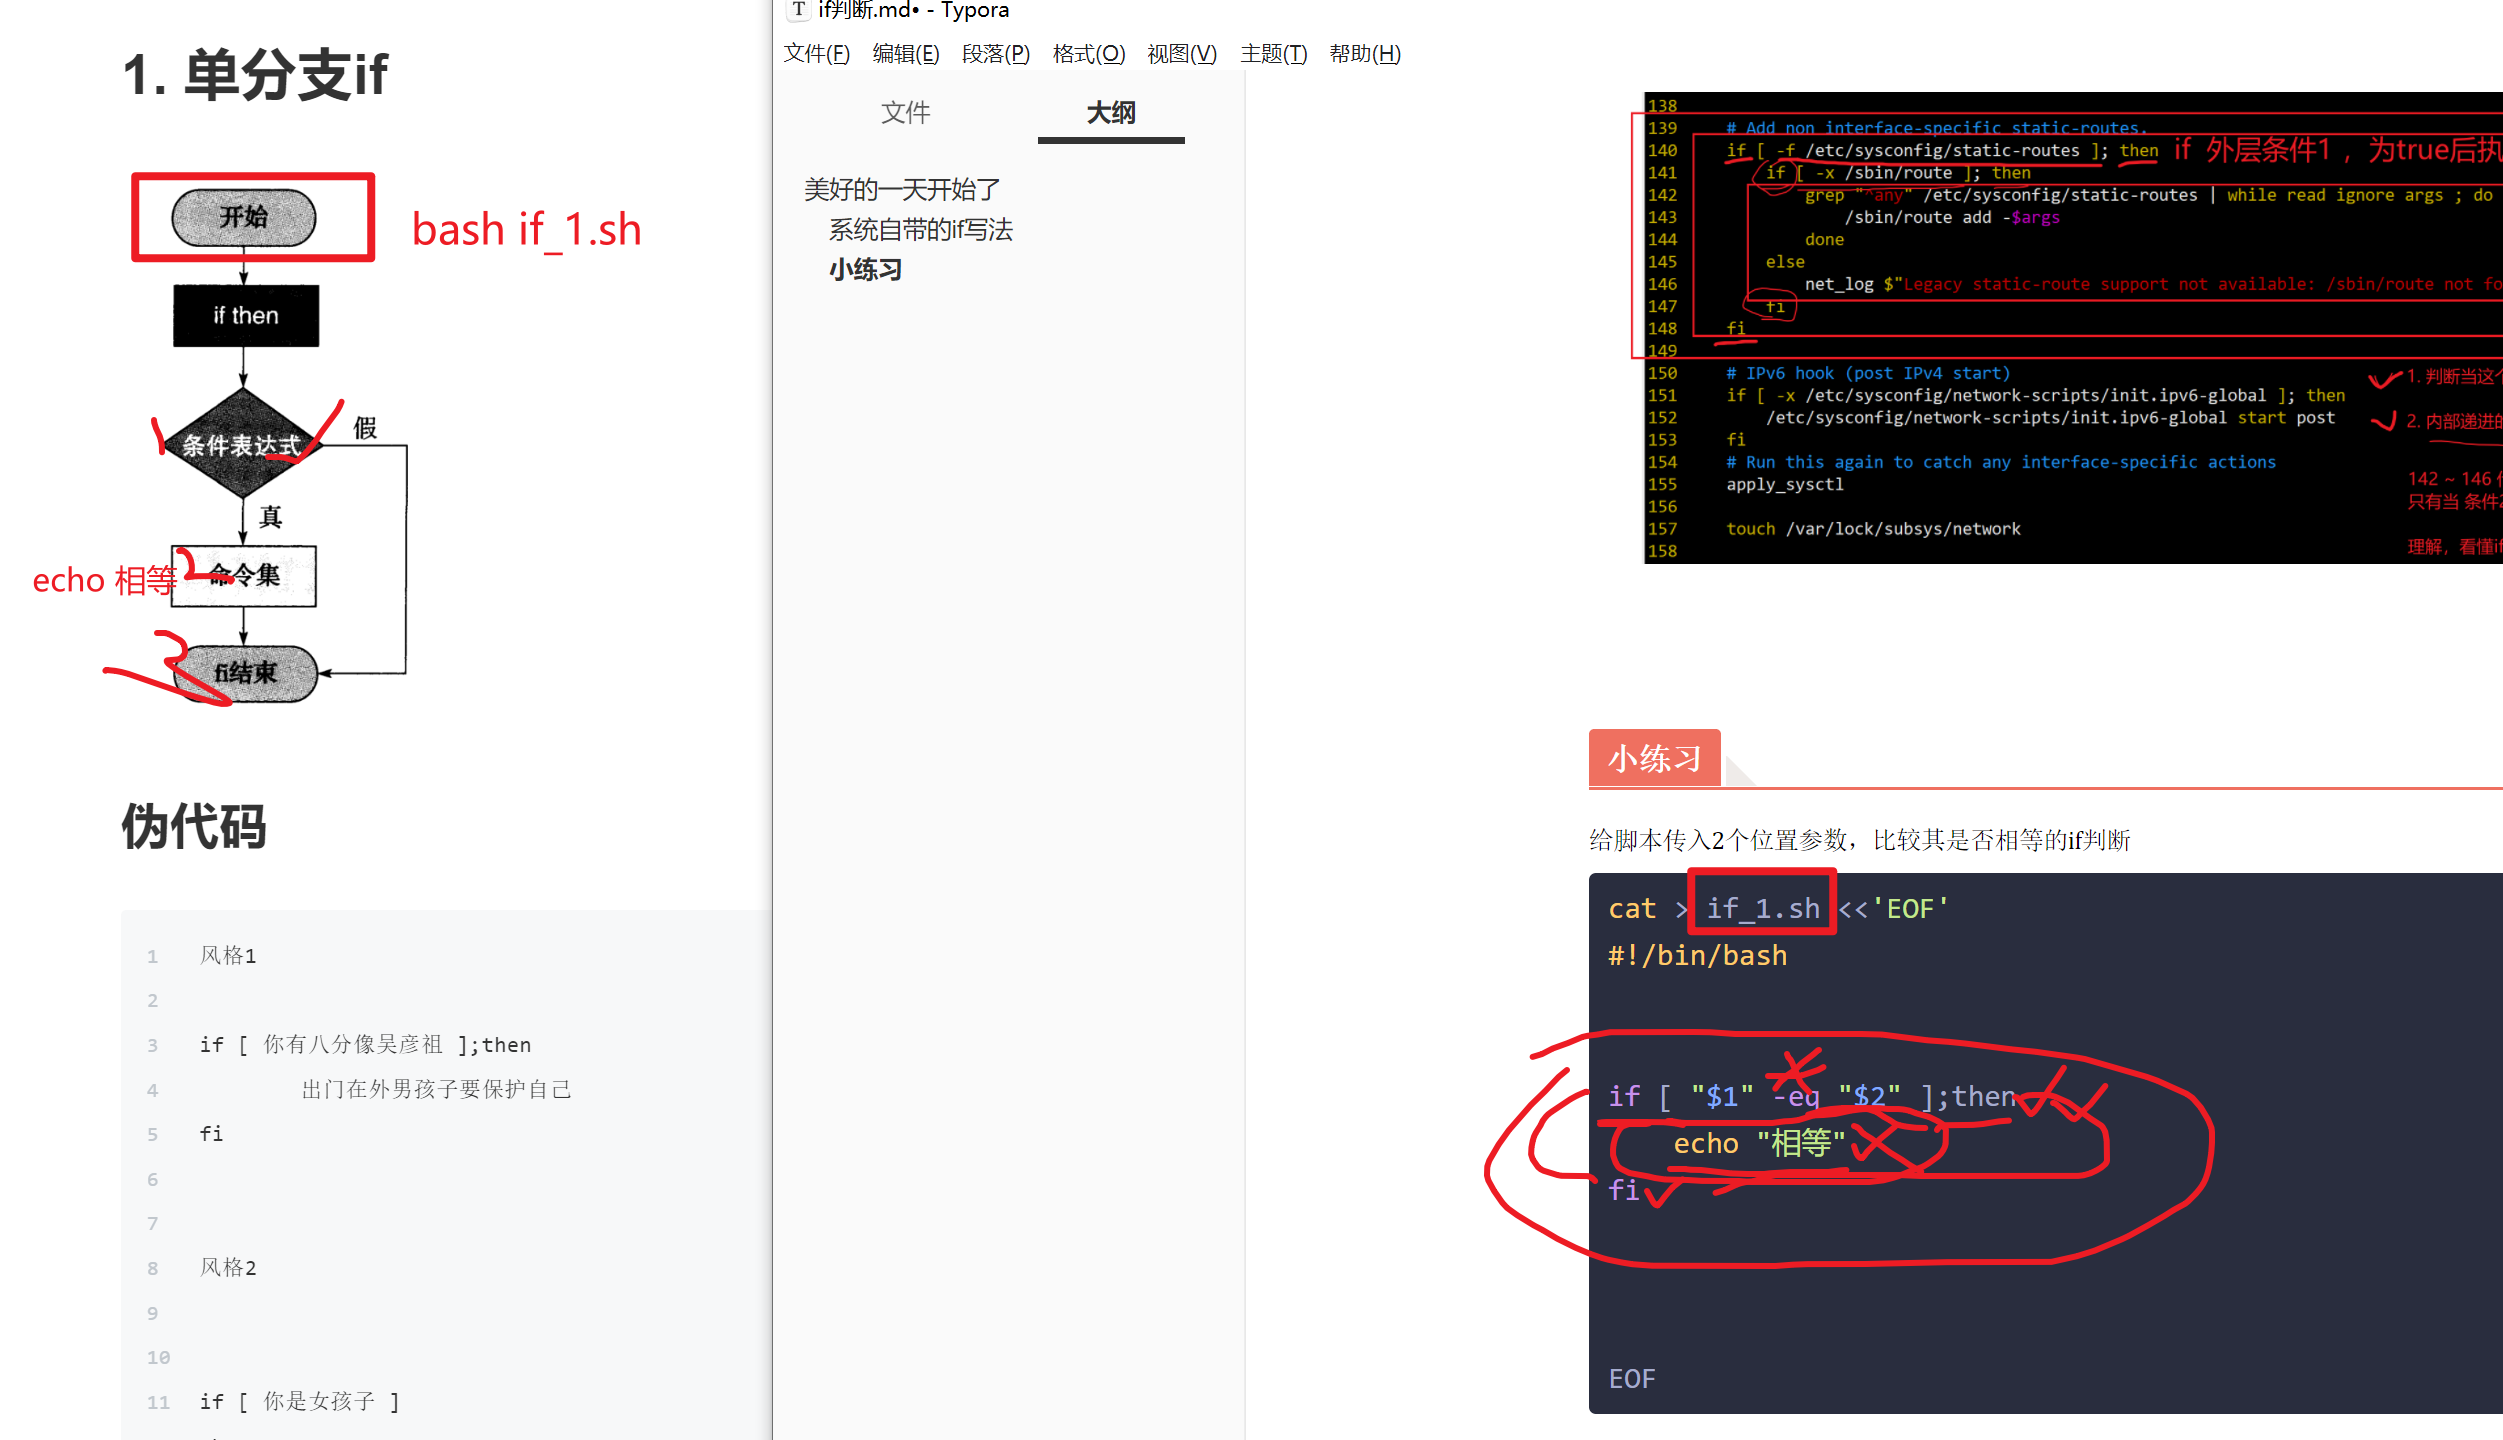 1. 单分支if
开始
bash if_1.sh
if then
条件表达式
假
真
echo 相等
命令集
fi结束
伪代码
1 风格1
2
3 if [ 你有八分像吴彦祖 ];then
4 出门在外男孩子要保护自己
5 fi
6
7
8 风格2
9
10
11 if [ 你是女孩子 ]
T if判断.md• - Typora
文件(F) 编辑(E) 段落(P) 格式(O) 视图(V) 主题(T) 帮助(H)
文件 大纲
美好的一天开始了
系统自带的if写法
小练习
138
139 # Add non interface-specific static-routes.
140 if [ -f /etc/sysconfig/static-routes ]; then if 外层条件1 ，为true后执
141 if [ -x /sbin/route ]; then
142 grep "^any" /etc/sysconfig/static-routes | while read ignore args ; do
143 /sbin/route add -$args
144 done
145 else
146 net_log $"Legacy static-route support not available: /sbin/route not fo
147 fi
148 fi
149
150 # IPv6 hook (post IPv4 start)
1. 判断当这个
151 if [ -x /etc/sysconfig/network-scripts/init.ipv6-global ]; then
152 /etc/sysconfig/network-scripts/init.ipv6-global start post
2. 内部递进的
153 fi
154 # Run this again to catch any interface-specific actions
155 apply_sysctl
142 ~ 146
156
只有当 条件2
157 touch /var/lock/subsys/network
158
理解，看懂if
小练习
给脚本传入2个位置参数，比较其是否相等的if判断
cat > if_1.sh <<'EOF'
#!/bin/bash
if [ "$1" -eq "$2" ];then
echo "相等"
fi
EOF